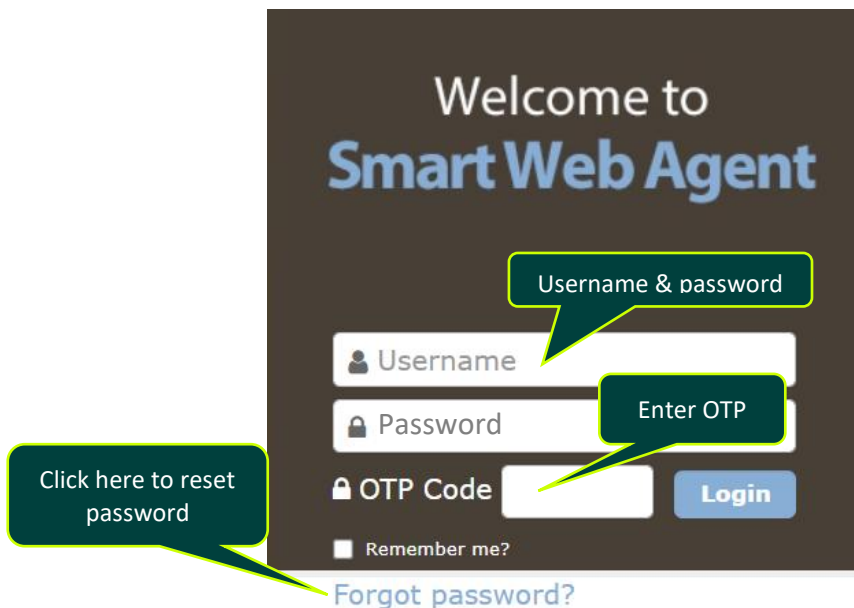 Welcome to
Smart Web Agent
Username & password
Username
Password
Enter OTP
Click here to reset
password
OTP Code
Login
Remember me?
Forgot password?